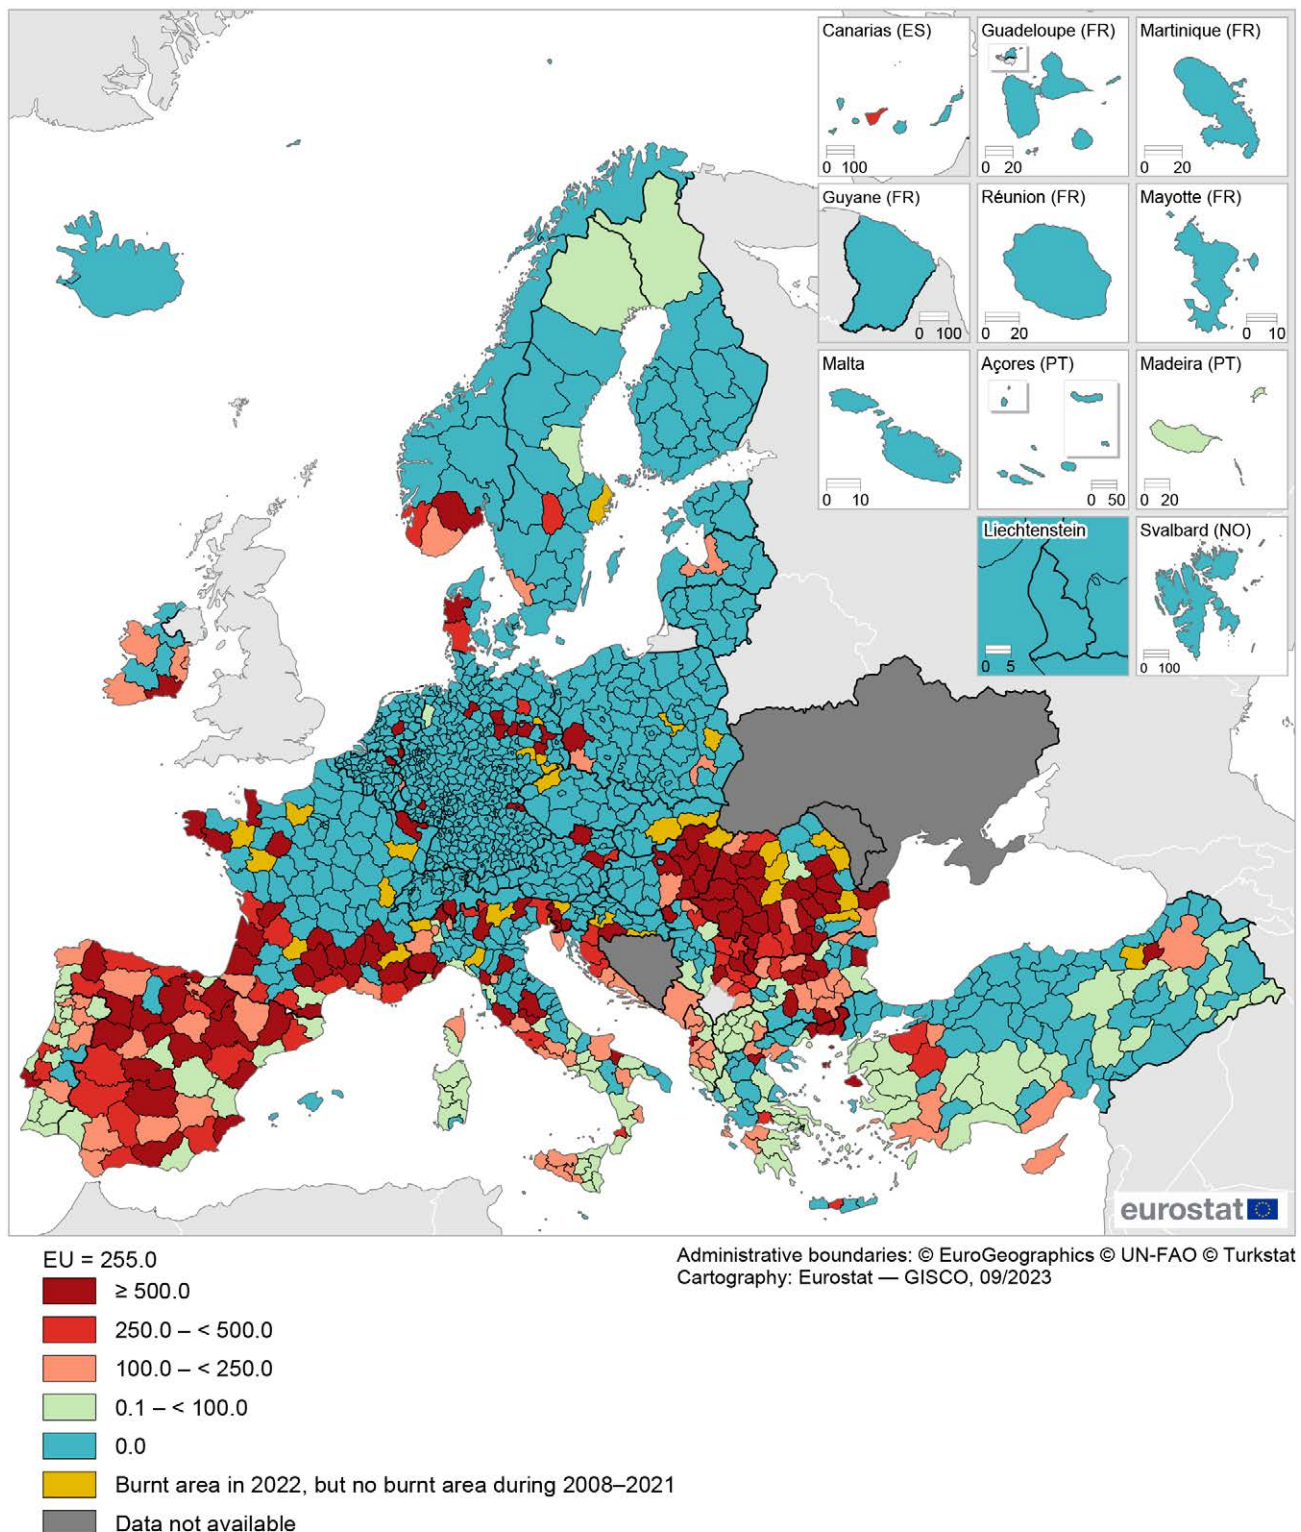 Canarias (ES)
0 100
Guadeloupe (FR)
0 20
Martinique (FR)
0 20
Guyane (FR)
0 100
Réunion (FR)
0 20
Mayotte (FR)
0 10
Malta
0 10
Açores (PT)
0 50
Madeira (PT)
0 20
Liechtenstein
0 5
Svalbard (NO)
0 100
eurostat
EU = 255.0
≥ 500.0
250.0 – < 500.0
100.0 – < 250.0
0.1 – < 100.0
0.0
Burnt area in 2022, but no burnt area during 2008–2021
Data not available
Administrative boundaries: © EuroGeographics © UN-FAO © Turkstat
Cartography: Eurostat — GISCO, 09/2023